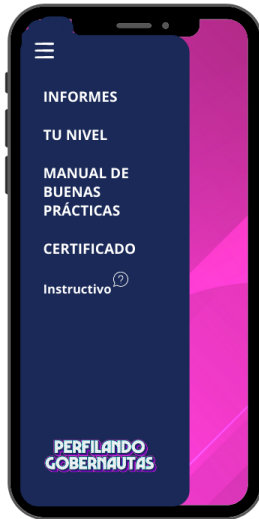 INFORMES
TU NIVEL
MANUAL DE
BUENAS
PRÁCTICAS
CERTIFICADO
Instructivo ?
PERFILANDO
GOBERNAUTAS